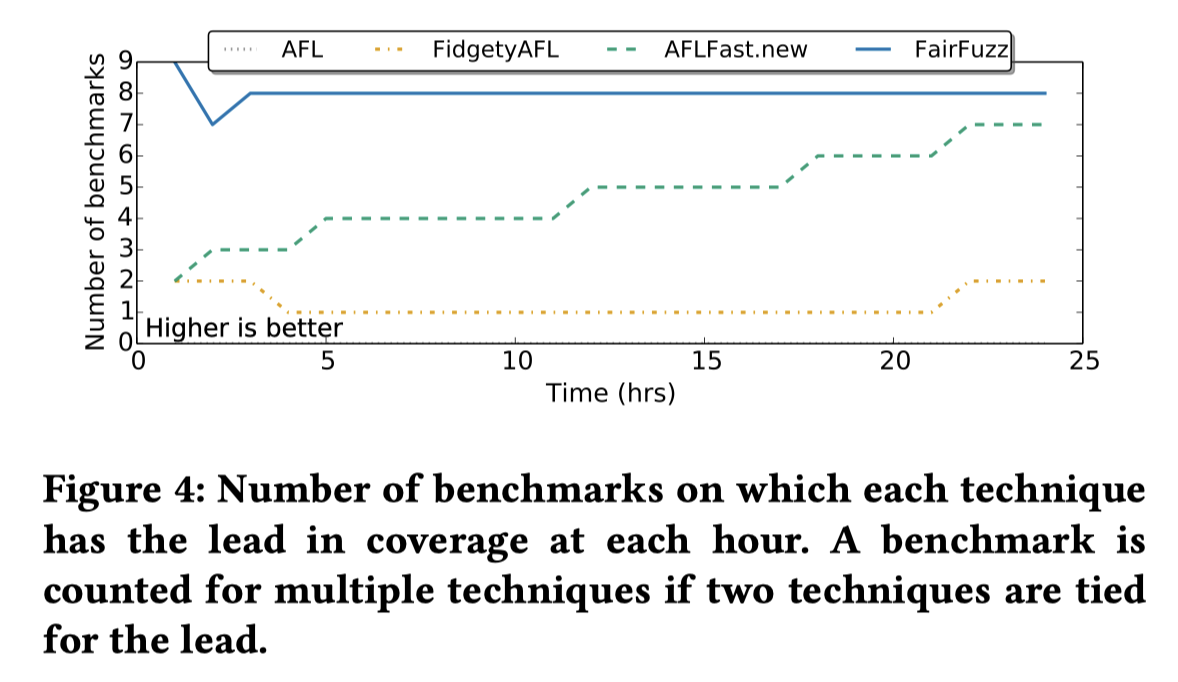 AFL FidgetyAFL AFLFast.new FairFuzz
Number of benchmarks
9
8
7
6
5
4
3
2
1
0
Higher is better
0 5 10 15 20 25
Time (hrs)
Figure 4: Number of benchmarks on which each technique
has the lead in coverage at each hour. A benchmark is
counted for multiple techniques if two techniques are tied
for the lead.